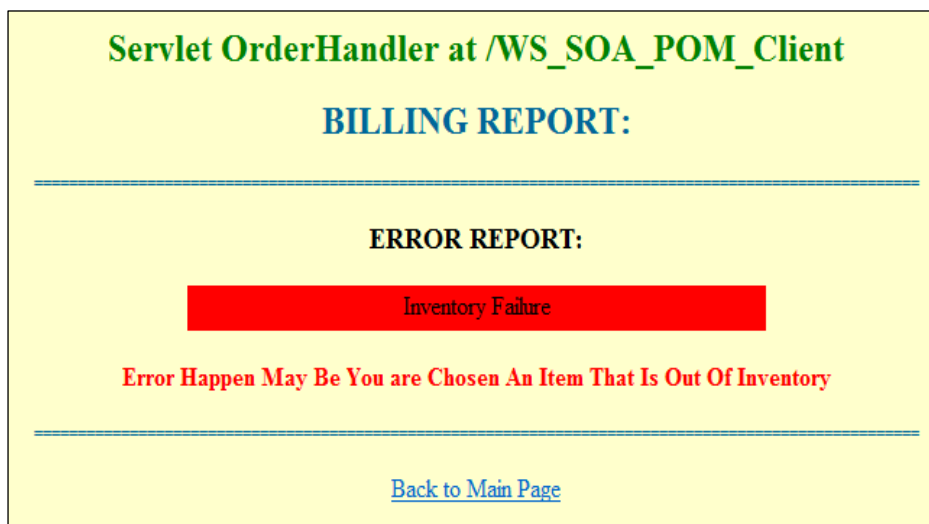 Servlet OrderHandler at /WS_SOA_POM_Client
BILLING REPORT:
ERROR REPORT:
Inventory Failure
Error Happen May Be You are Chosen An Item That Is Out Of Inventory
Back to Main Page